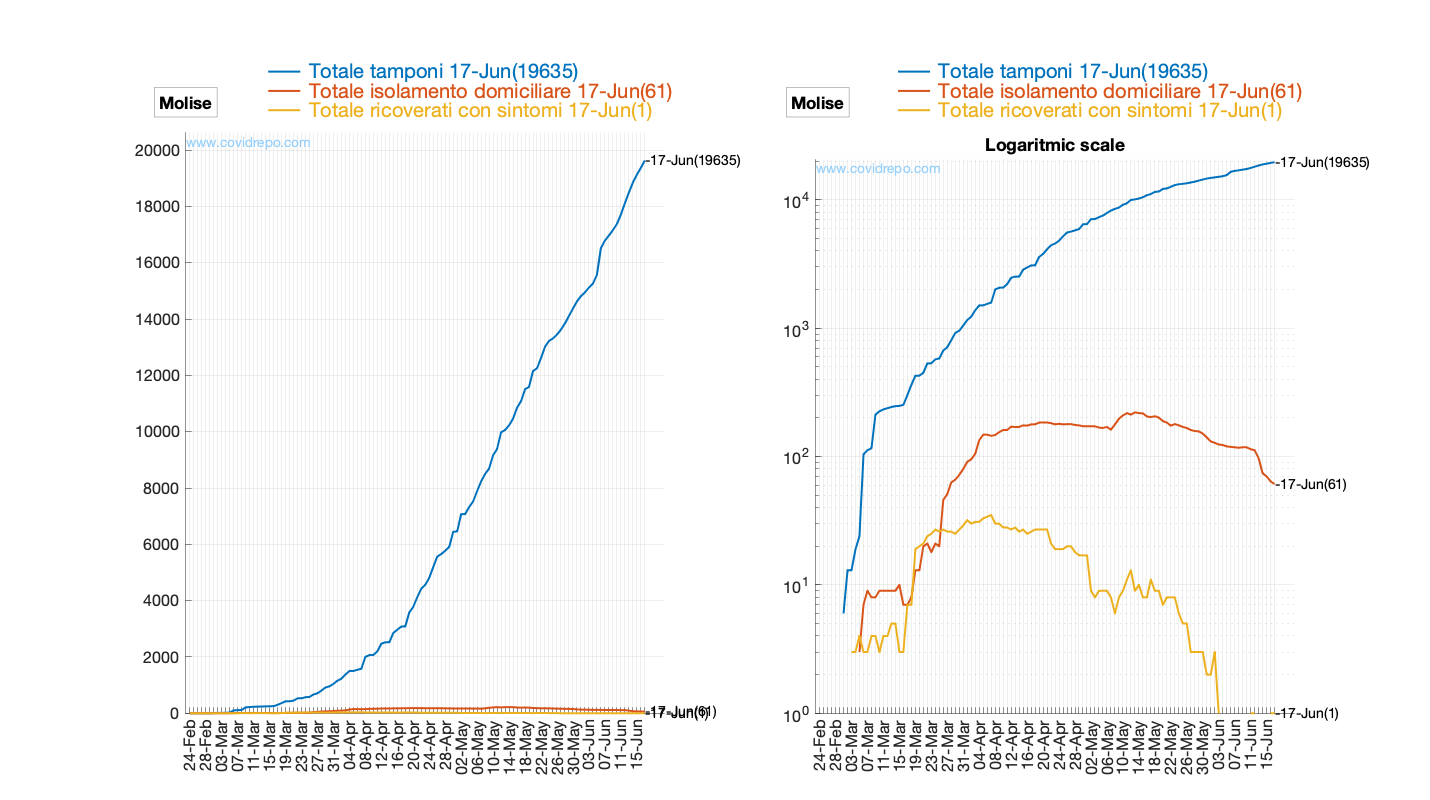 Totale tamponi 17-Jun(19635)
Totale isolamento domiciliare 17-Jun(61)
Totale ricoverati con sintomi 17-Jun(1)
Molise
www.covidrepo.com
20000
18000
16000
14000
12000
10000
8000
6000
4000
2000
0
17-Jun(19635)
17-Jun(61)
17-Jun(1)
24-Feb
28-Feb
03-Mar
07-Mar
11-Mar
15-Mar
19-Mar
23-Mar
27-Mar
31-Mar
04-Apr
08-Apr
12-Apr
16-Apr
20-Apr
24-Apr
28-Apr
02-May
06-May
10-May
14-May
18-May
22-May
26-May
30-May
03-Jun
07-Jun
11-Jun
15-Jun
Totale tamponi 17-Jun(19635)
Totale isolamento domiciliare 17-Jun(61)
Totale ricoverati con sintomi 17-Jun(1)
Molise
Logaritmic scale
www.covidrepo.com
10^4
10^3
10^2
10^1
10^0
17-Jun(19635)
17-Jun(61)
17-Jun(1)
24-Feb
28-Feb
03-Mar
07-Mar
11-Mar
15-Mar
19-Mar
23-Mar
27-Mar
31-Mar
04-Apr
08-Apr
12-Apr
16-Apr
20-Apr
24-Apr
28-Apr
02-May
06-May
10-May
14-May
18-May
22-May
26-May
30-May
03-Jun
07-Jun
11-Jun
15-Jun